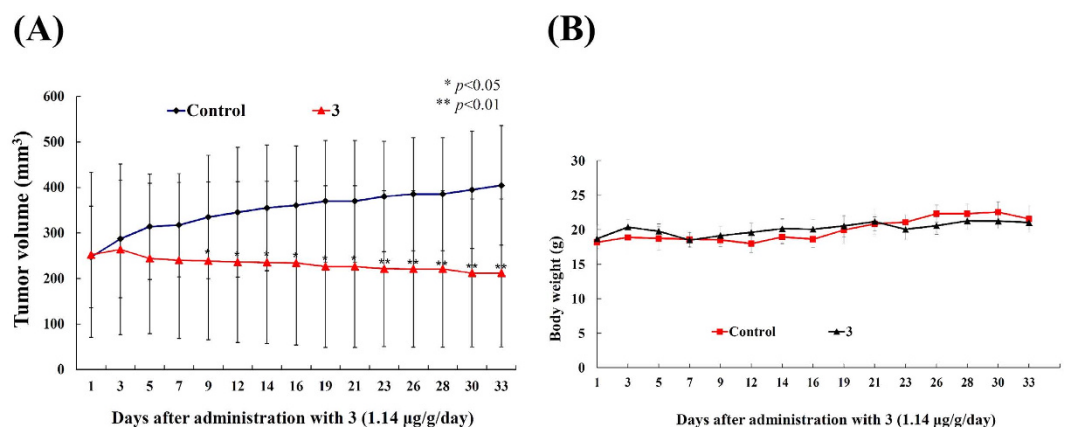 (A)
(B)
* p<0.05
** p<0.01
Control 3
Tumor volume (mm³)
600
500
400
300
200
100
0
* * * * * * ** ** ** ** **
1 3 5 7 9 12 14 16 19 21 23 26 28 30 33
Days after administration with 3 (1.14 µg/g/day)
Body weight (g)
30
25
20
15
10
5
0
Control 3
1 3 5 7 9 12 14 16 19 21 23 26 28 30 33
Days after administration with 3 (1.14 µg/g/day)